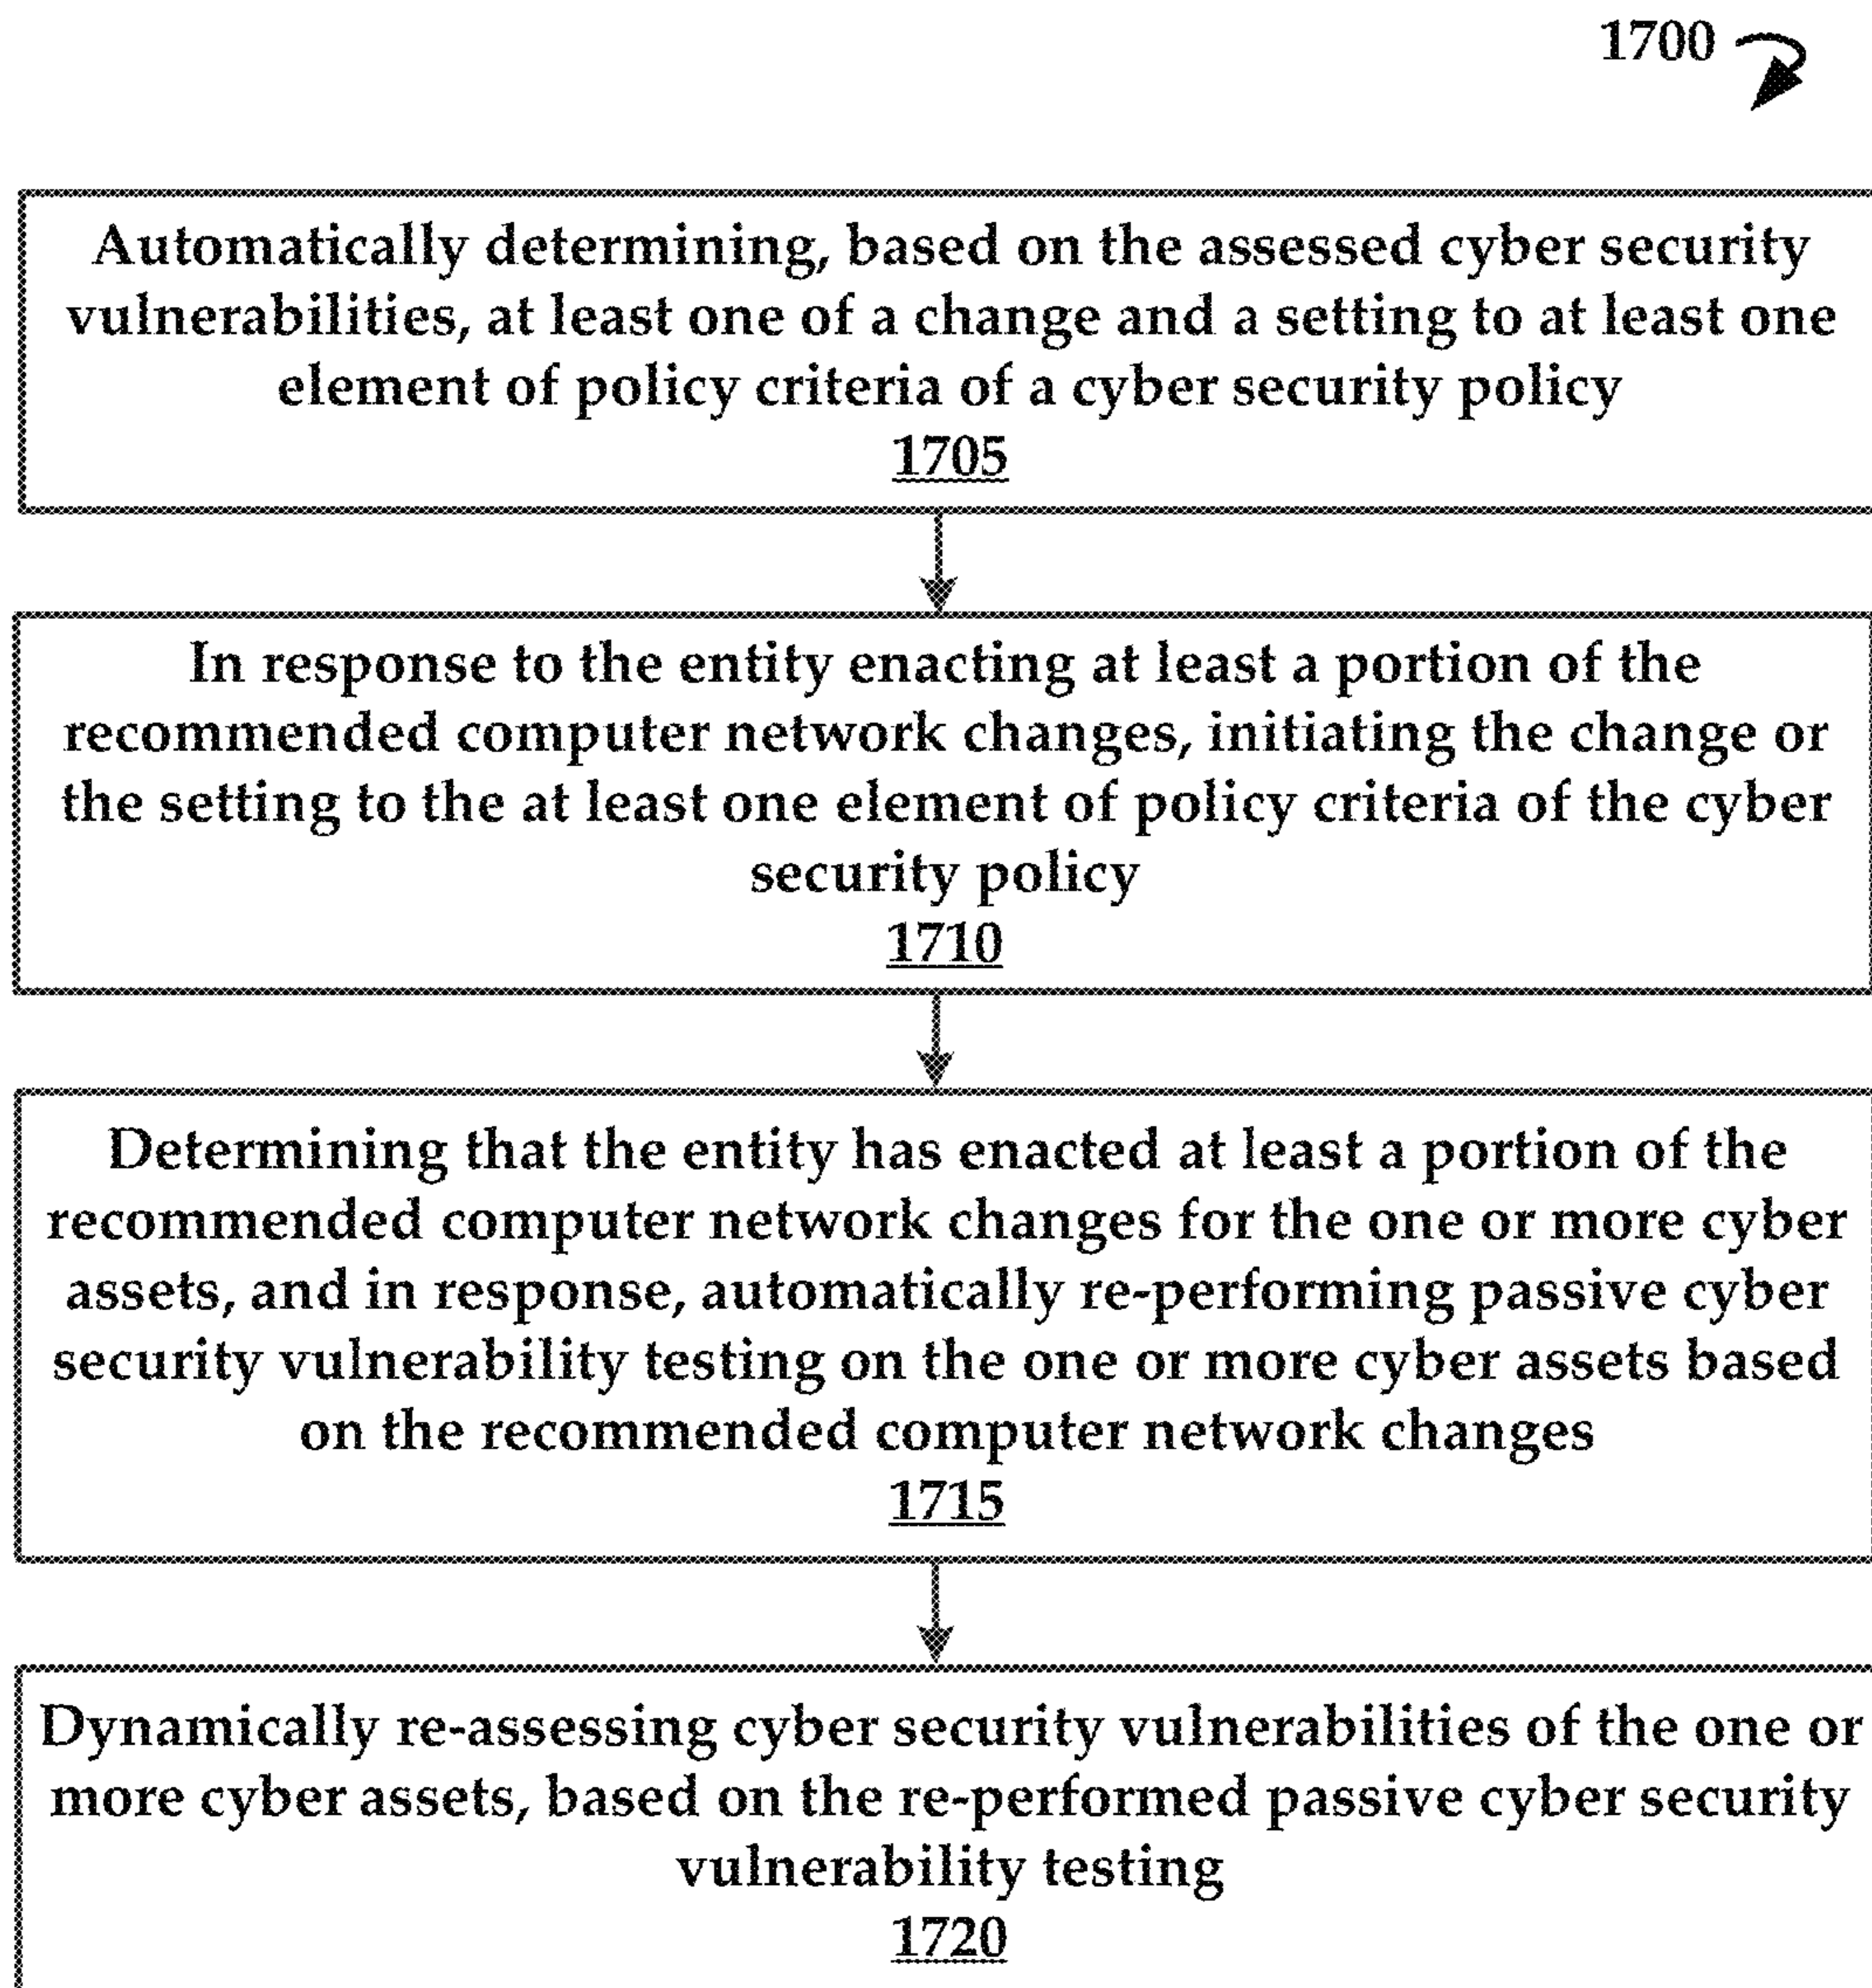 1700
Automatically determining, based on the assessed cyber security
vulnerabilities, at least one of a change and a setting to at least one
element of policy criteria of a cyber security policy
1705
In response to the entity enacting at least a portion of the
recommended computer network changes, initiating the change or
the setting to the at least one element of policy criteria of the cyber
security policy
1710
Determining that the entity has enacted at least a portion of the
recommended computer network changes for the one or more cyber
assets, and in response, automatically re-performing passive cyber
security vulnerability testing on the one or more cyber assets based
on the recommended computer network changes
1715
Dynamically re-assessing cyber security vulnerabilities of the one or
more cyber assets, based on the re-performed passive cyber security
vulnerability testing
1720